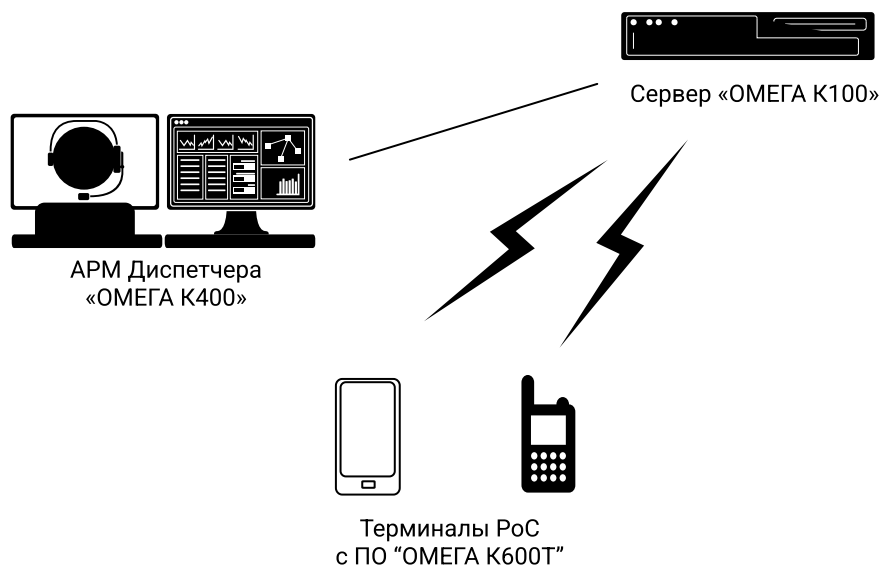 Сервер «ОМЕГА К100»
АРМ Диспетчера
«ОМЕГА К400»
Терминалы PoC
с ПО “ОМЕГА К600Т”